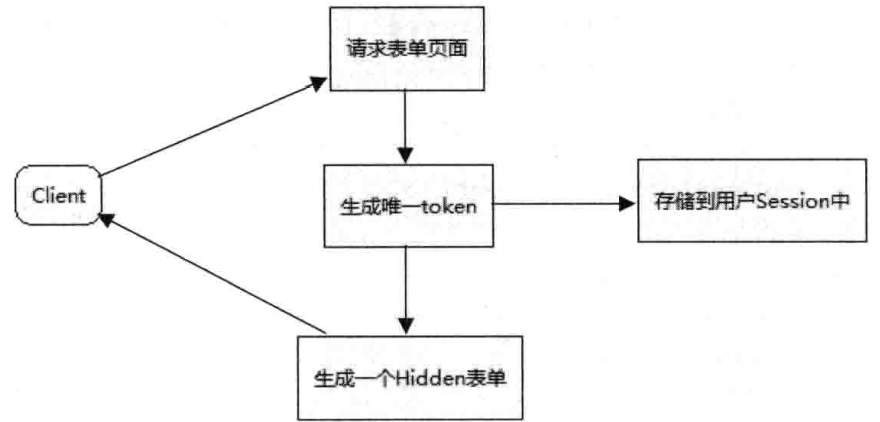 请求表单页面
Client
生成唯一token
存储到用户Session中
生成一个Hidden表单